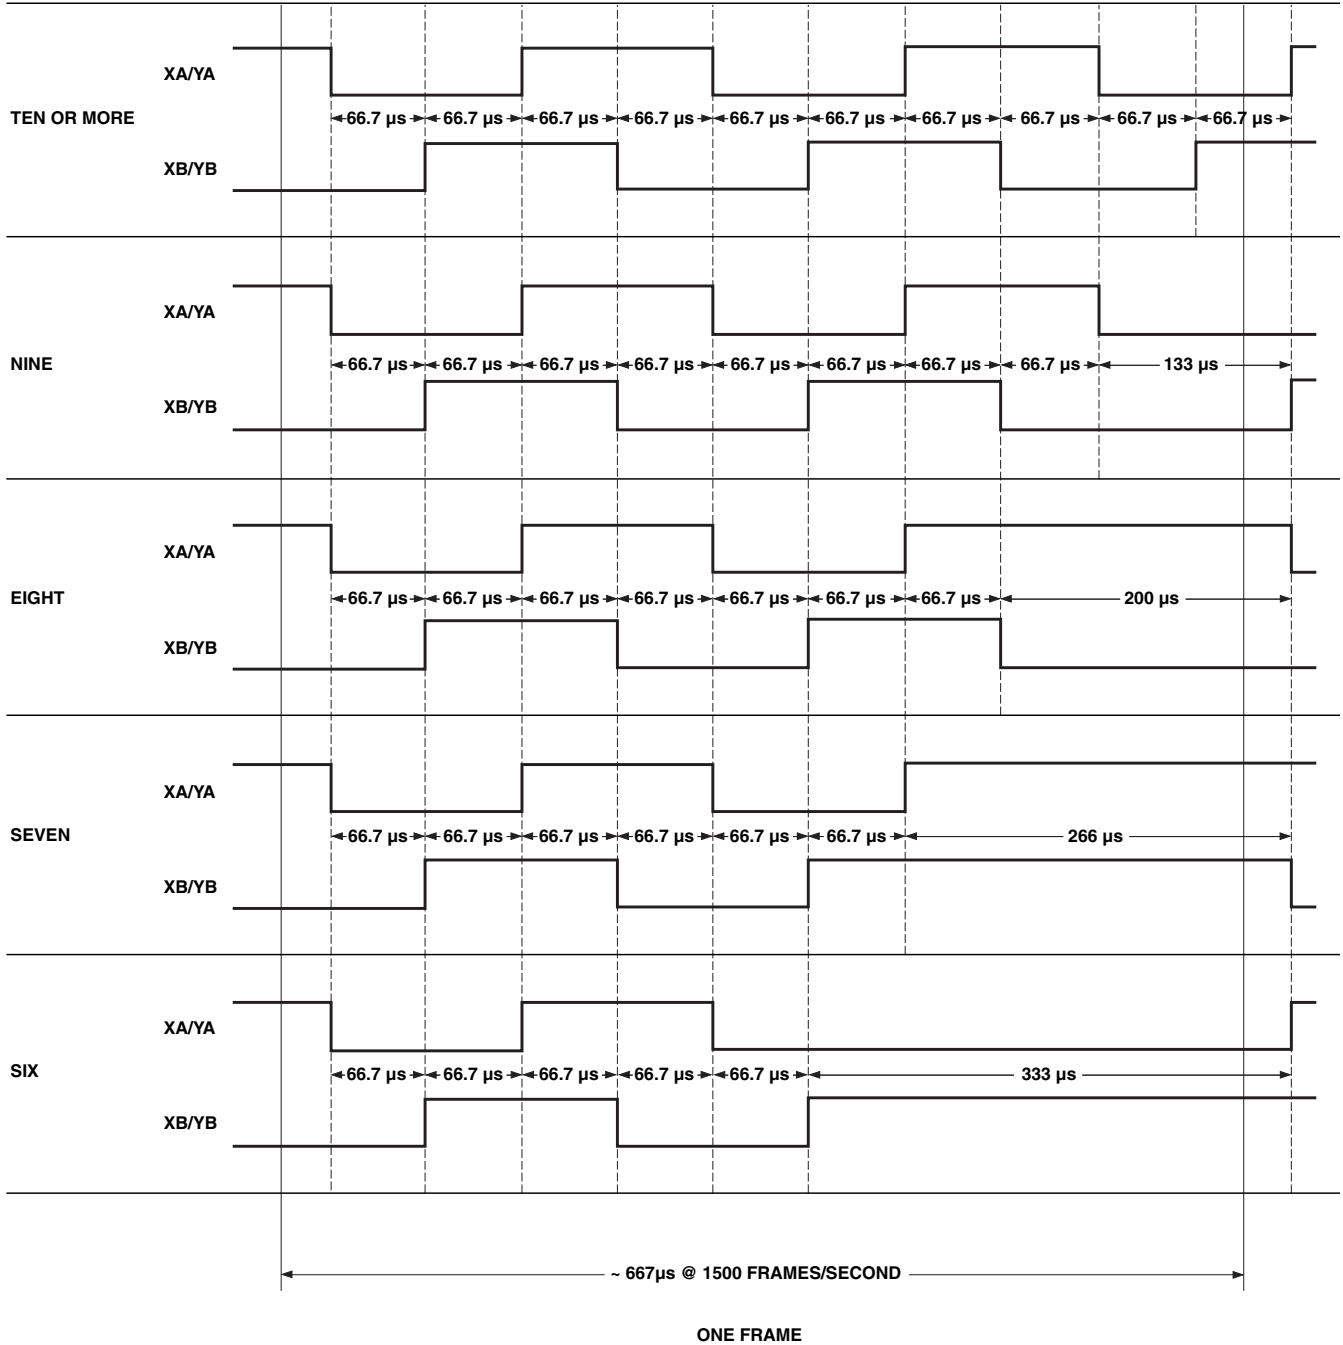 XA/YA
TEN OR MORE
66.7 µs 66.7 µs 66.7 µs 66.7 µs 66.7 µs 66.7 µs 66.7 µs 66.7 µs 66.7 µs 66.7 µs
XB/YB
XA/YA
NINE
66.7 µs 66.7 µs 66.7 µs 66.7 µs 66.7 µs 66.7 µs 66.7 µs 66.7 µs 133 µs
XB/YB
XA/YA
EIGHT
66.7 µs 66.7 µs 66.7 µs 66.7 µs 66.7 µs 66.7 µs 66.7 µs 200 µs
XB/YB
XA/YA
SEVEN
66.7 µs 66.7 µs 66.7 µs 66.7 µs 66.7 µs 66.7 µs 266 µs
XB/YB
XA/YA
SIX
66.7 µs 66.7 µs 66.7 µs 66.7 µs 66.7 µs 333 µs
XB/YB
~ 667µs @ 1500 FRAMES/SECOND
ONE FRAME